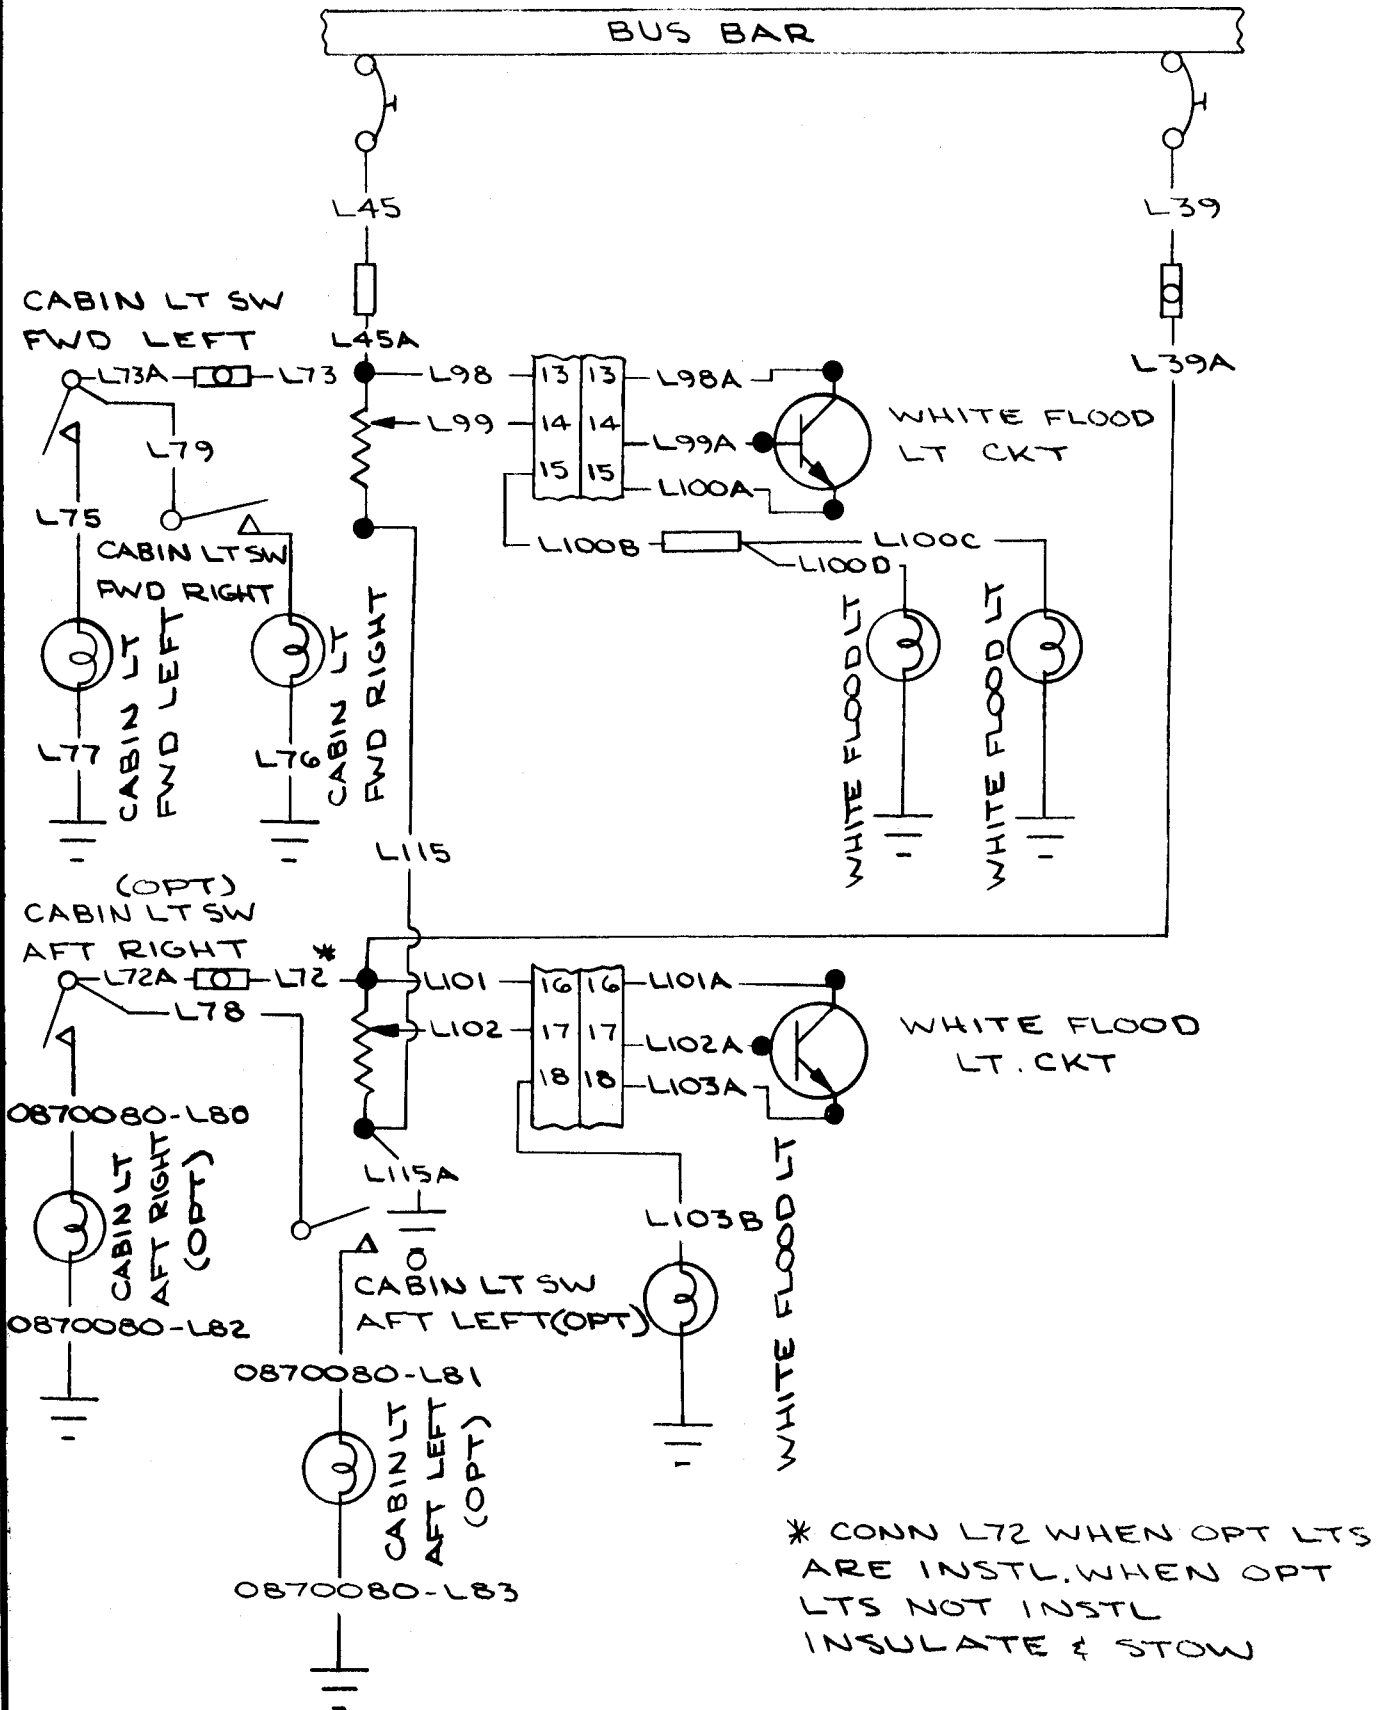 BUS BAR
L45
L39
CABIN LT SW
FWD LEFT
L45A
L39A
L73A
L73
L98
13 13
L98A
L99
14 14
L99A
WHITE FLOOD
LT CKT
L79
15 15
L100A
L75
CABIN LT SW
FWD RIGHT
L100B
L100C
L100D
CABIN LT
FWD LEFT
CABIN LT
FWD RIGHT
WHITE FLOOD LT
WHITE FLOOD LT
L77
L76
L115
(OPT)
CABIN LT SW
AFT RIGHT
*
L72A
L72
L101
16 16
L101A
L78
L102
17 17
L102A
WHITE FLOOD
LT. CKT
18 18
L103A
0870080-L80
CABIN LT
AFT RIGHT
(OPT)
L115A
L103B
WHITE FLOOD LT
CABIN LT SW
AFT LEFT (OPT)
0870080-L82
0870080-L81
CABIN LT
AFT LEFT
(OPT)
0870080-L83
* CONN L72 WHEN OPT LTS
ARE INSTL. WHEN OPT
LTS NOT INSTL
INSULATE & STOW